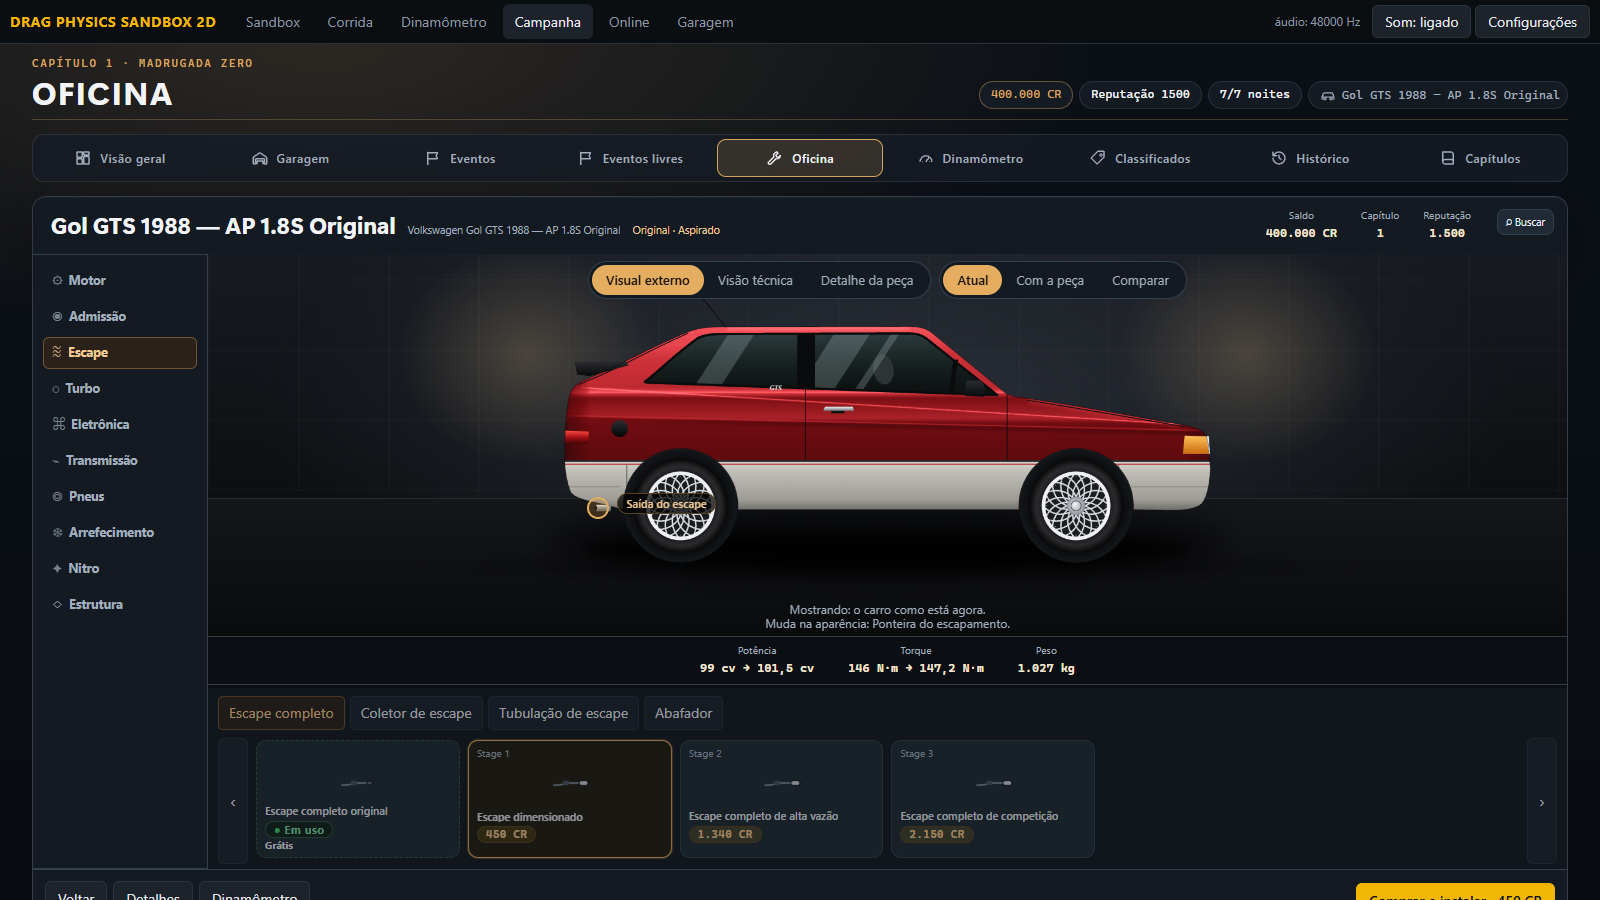 DRAG PHYSICS SANDBOX 2D
Sandbox
Corrida
Dinamômetro
Campanha
Online
Garagem
áudio: 48000 Hz
Som: ligado
Configurações
CAPÍTULO 1 · MADRUGADA ZERO
OFICINA
400.000 CR
Reputação 1500
7/7 noites
Gol GTS 1988 — AP 1.8S Original
Visão geral
Garagem
Eventos
Eventos livres
Oficina
Dinamômetro
Classificados
Histórico
Capítulos
Gol GTS 1988 — AP 1.8S Original
Volkswagen Gol GTS 1988 — AP 1.8S Original
Original · Aspirado
Saldo
400.000 CR
Capítulo
1
Reputação
1.500
Buscar
Motor
Admissão
Escape
Turbo
Eletrônica
Transmissão
Pneus
Arrefecimento
Nitro
Estrutura
Visual externo
Visão técnica
Detalhe da peça
Atual
Com a peça
Comparar
GTS
Saída do escape
Mostrando: o carro como está agora.
Muda na aparência: Ponteira do escapamento.
Potência
99 cv → 101,5 cv
Torque
146 N·m → 147,2 N·m
Peso
1.027 kg
Escape completo
Coletor de escape
Tubulação de escape
Abafador
Escape completo original
Em uso
Grátis
Stage 1
Escape dimensionado
450 CR
Stage 2
Escape completo de alta vazão
1.340 CR
Stage 3
Escape completo de competição
2.150 CR
Voltar
Detalhes
Dinamômetro
Comprar e instalar · 450 CR